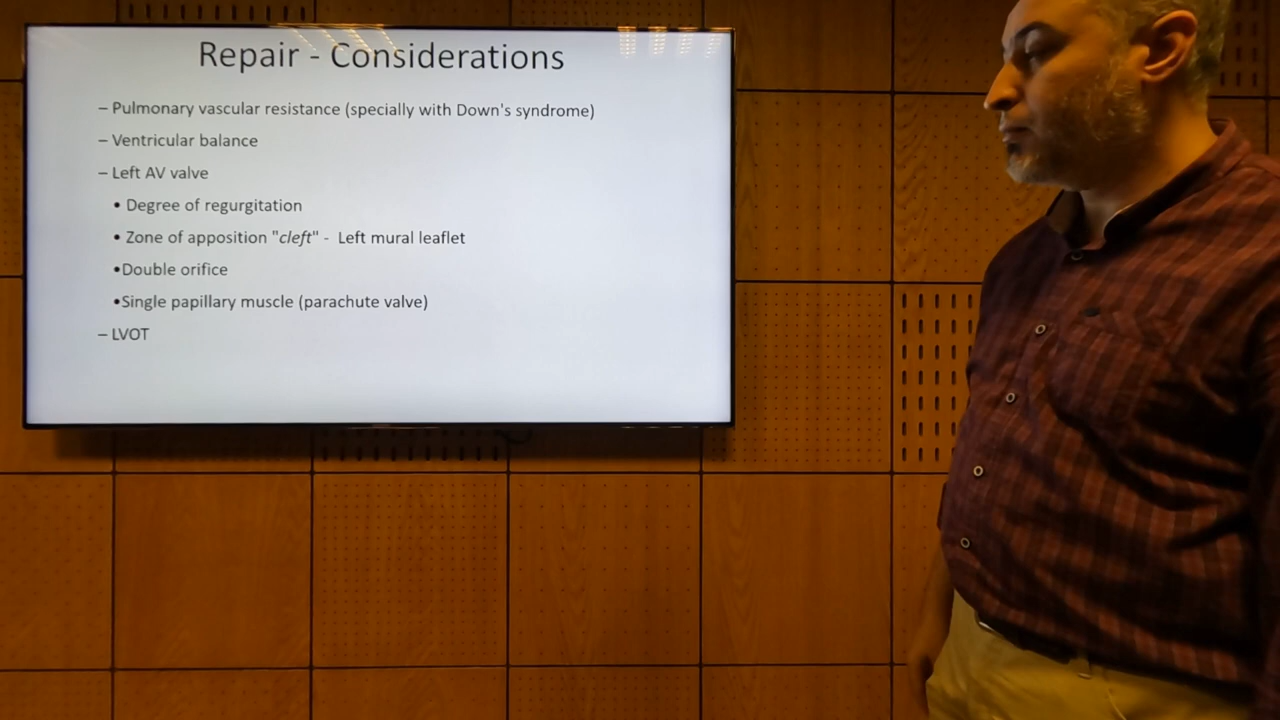 Repair - Considerations
– Pulmonary vascular resistance (specially with Down's syndrome)
– Ventricular balance
– Left AV valve
• Degree of regurgitation
• Zone of apposition "cleft" - Left mural leaflet
•Double orifice
•Single papillary muscle (parachute valve)
– LVOT